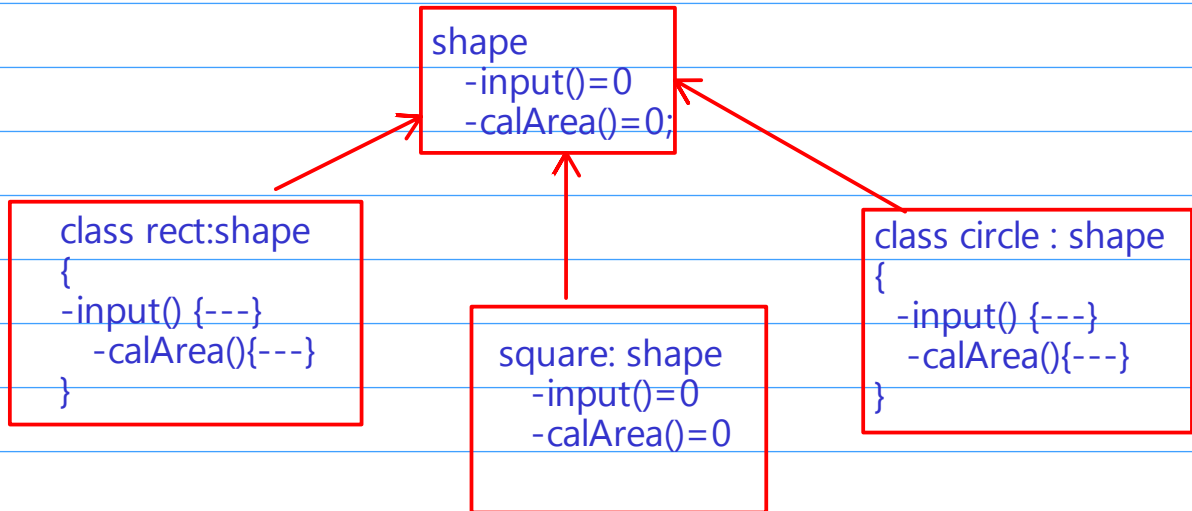 shape
-input()=0
-calArea()=0;
class rect:shape
{
-input() {---}
-calArea(){---}
}
square: shape
-input()=0
-calArea()=0
class circle : shape
{
-input() {---}
-calArea(){---}
}